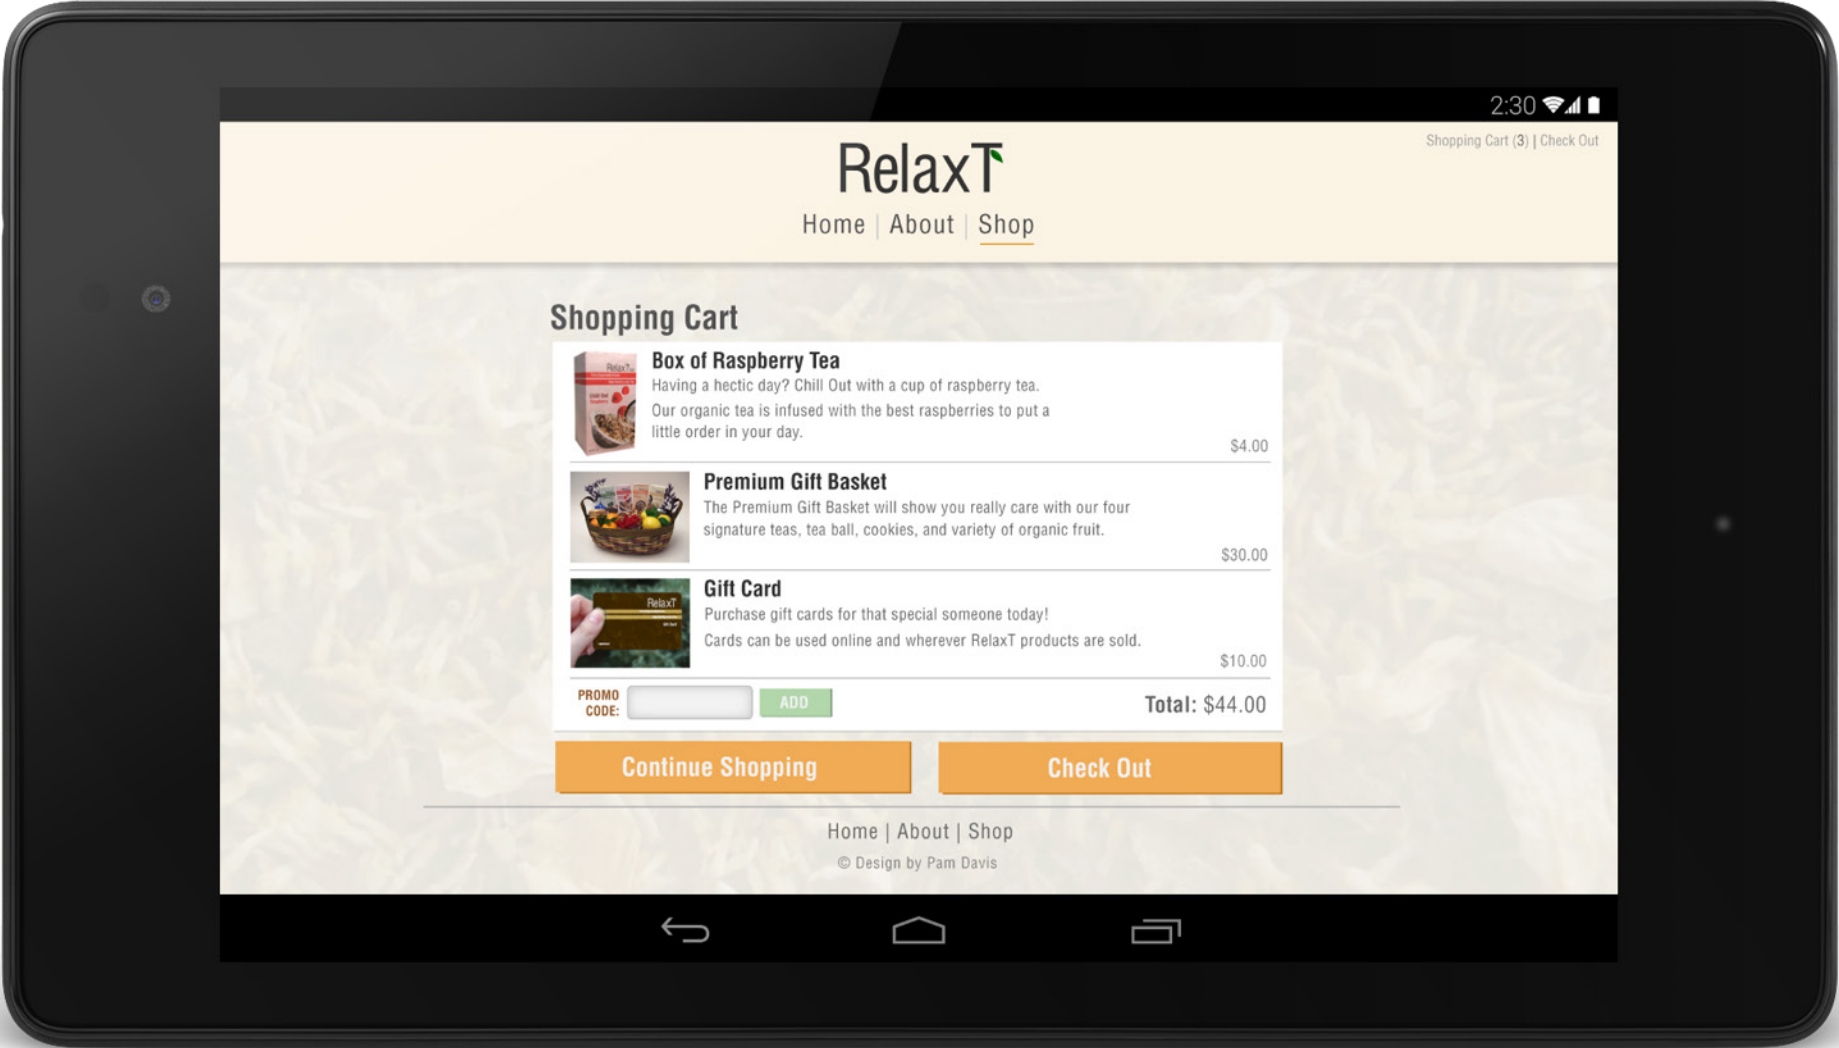 2:30
Shopping Cart (3) | Check Out
RelaxT
Home | About | Shop
Shopping Cart
Box of Raspberry Tea
Having a hectic day? Chill Out with a cup of raspberry tea.
Our organic tea is infused with the best raspberries to put a
little order in your day.
$4.00
Premium Gift Basket
The Premium Gift Basket will show you really care with our four
signature teas, tea ball, cookies, and variety of organic fruit.
$30.00
RelaxT
Gift Card
Purchase gift cards for that special someone today!
Cards can be used online and wherever RelaxT products are sold.
$10.00
PROMO
CODE:
ADD
Total: $44.00
Continue Shopping
Check Out
Home | About | Shop
© Design by Pam Davis